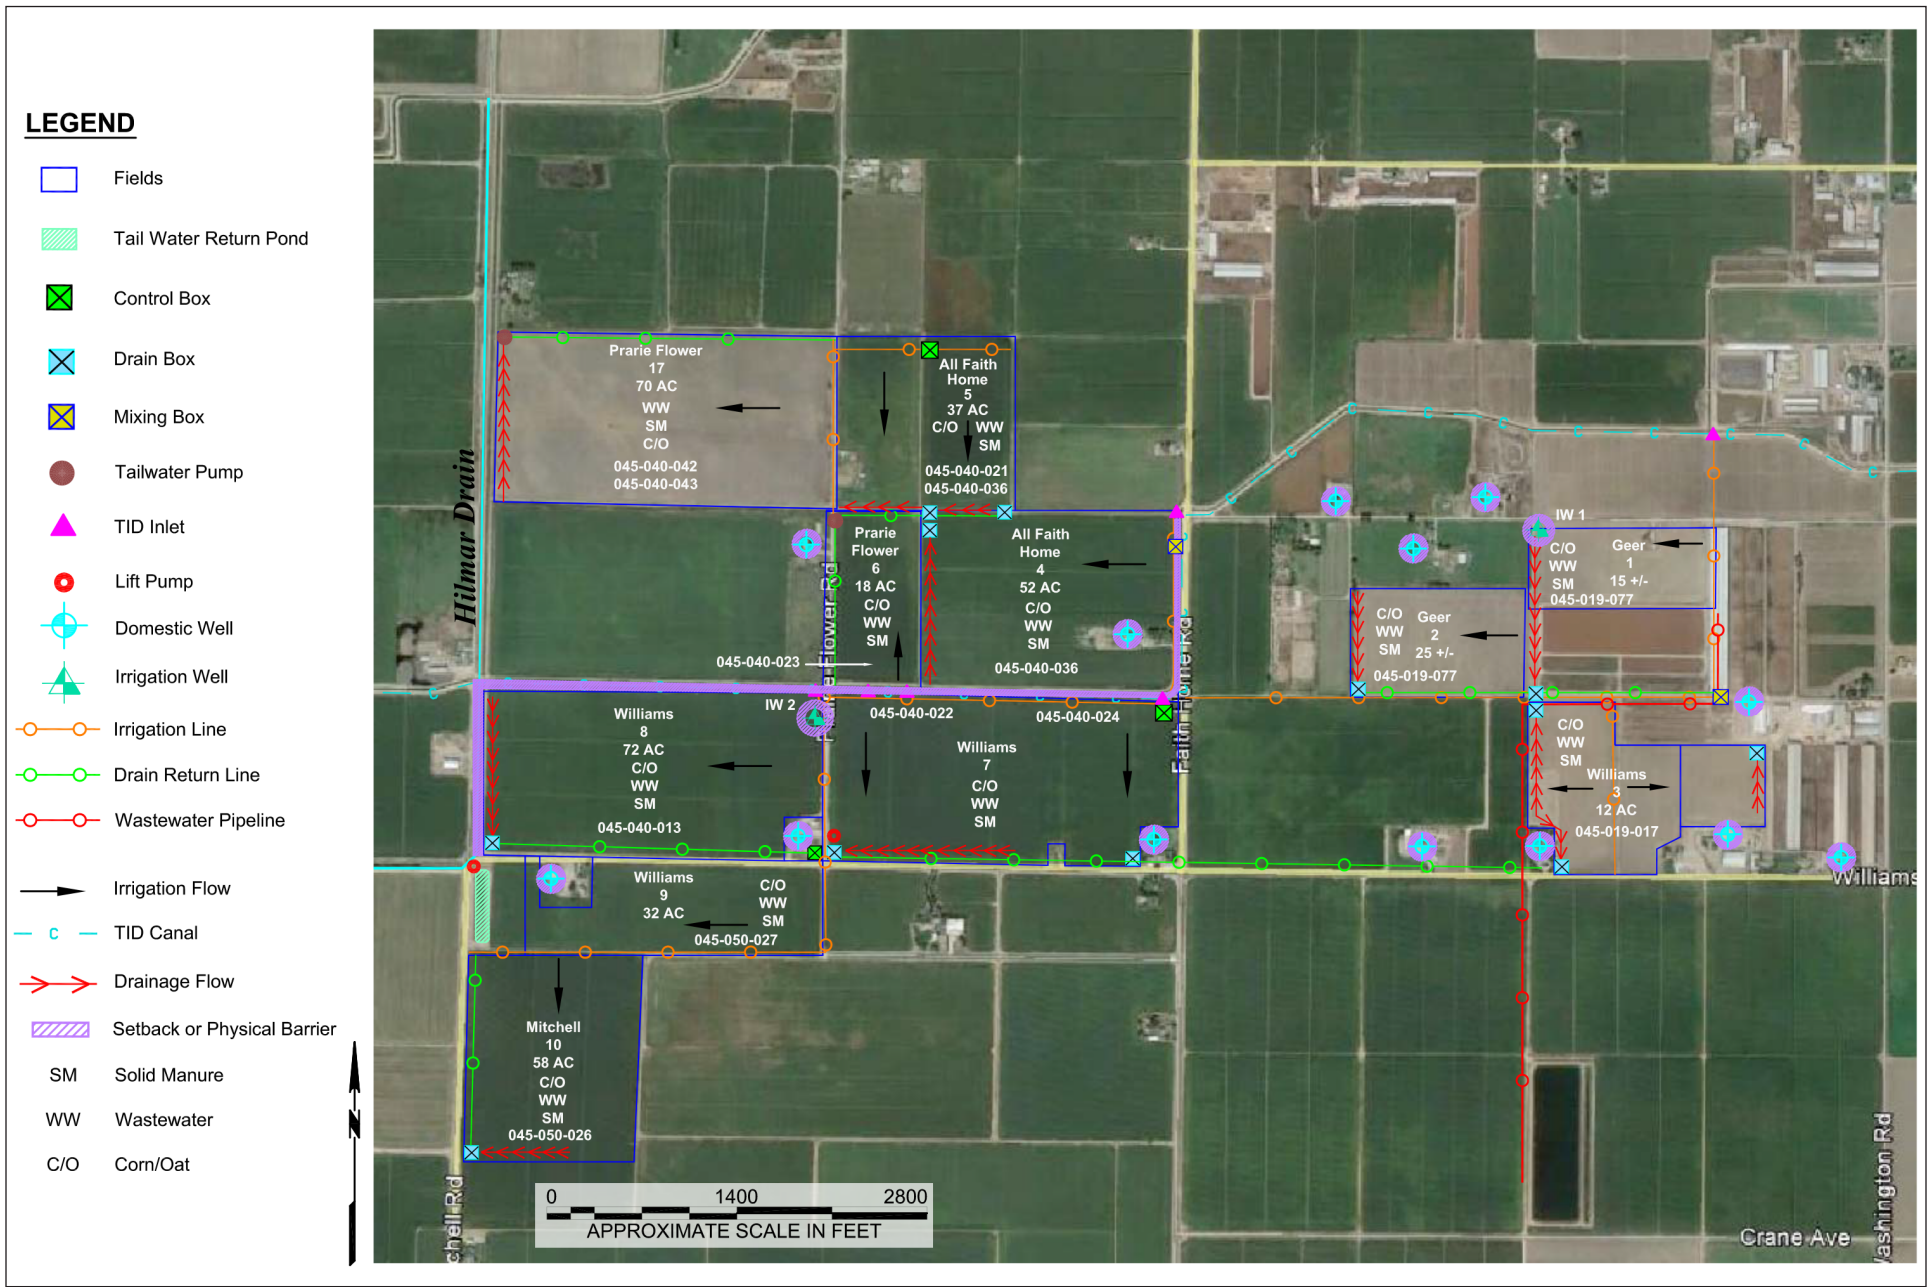 LEGEND
Fields
Tail Water Return Pond
Control Box
Drain Box
Mixing Box
Tailwater Pump
TID Inlet
Lift Pump
Domestic Well
Irrigation Well
Irrigation Line
Drain Return Line
Wastewater Pipeline
Irrigation Flow
C TID Canal
Drainage Flow
Setback or Physical Barrier
SM Solid Manure
WW Wastewater
C/O Corn/Oat
N
Hilmar Drain
Prarie Flower
17
70 AC
WW
SM
C/O
045-040-042
045-040-043
All Faith
Home
5
37 AC
C/O WW
SM
045-040-021
045-040-036
Prarie
Flower
6
18 AC
C/O
WW
SM
045-040-023
All Faith
Home
4
52 AC
C/O
WW
SM
045-040-036
IW 1
C/O
WW
SM
Geer
1
15 +/-
045-019-077
C/O
WW
SM
Geer
2
25 +/-
045-019-077
Williams
8
72 AC
C/O
WW
SM
045-040-013
IW 2
045-040-022
045-040-024
Williams
7
C/O
WW
SM
C/O
WW
SM
Williams
3
12 AC
045-019-017
Williams
9
32 AC
C/O
WW
SM
045-050-027
Mitchell
10
58 AC
C/O
WW
SM
045-050-026
Flower Rd
Faith Home Rd
Williams
chell Rd
Crane Ave
ashington Rd
0 1400 2800
APPROXIMATE SCALE IN FEET